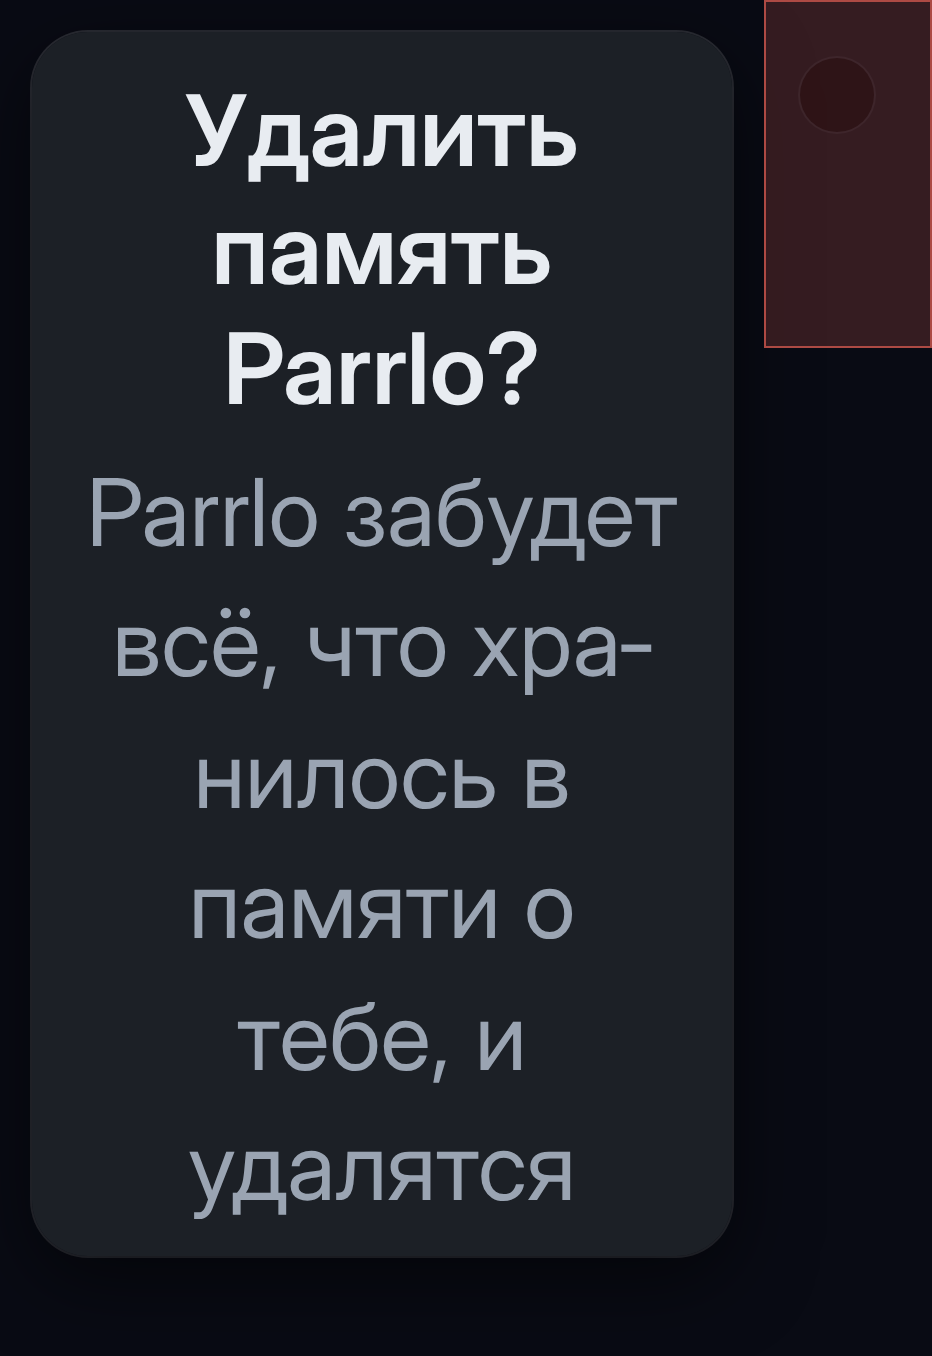 Удалить
память
Parrlo?
Parrlo забудет
всё, что хра-
нилось в
памяти о
тебе, и
удалятся